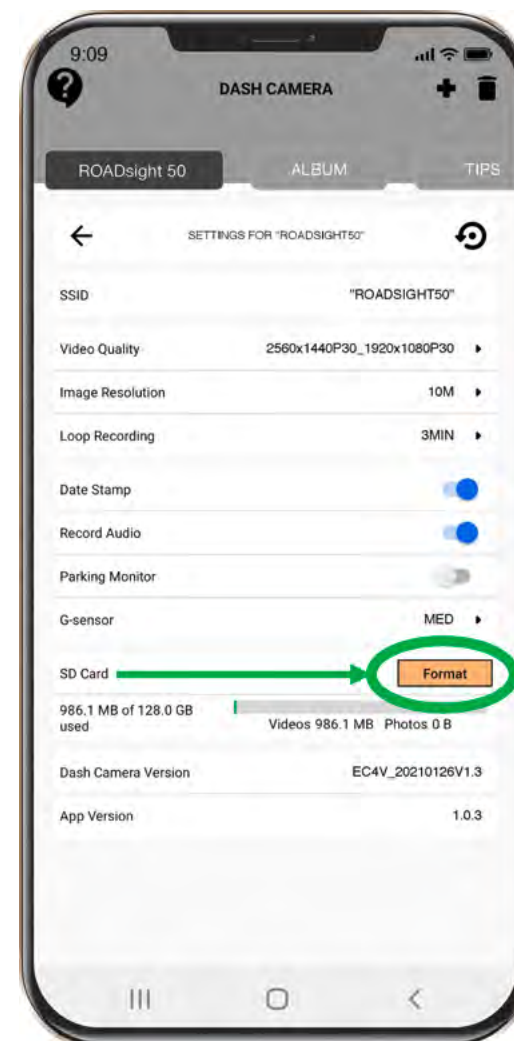 9:09
DASH CAMERA
ROADsight 50 ALBUM TIPS
SETTINGS FOR "ROADSIGHT50"
SSID "ROADSIGHT50"
Video Quality 2560x1440P30_1920x1080P30
Image Resolution 10M
Loop Recording 3MIN
Date Stamp
Record Audio
Parking Monitor
G-sensor MED
SD Card Format
986.1 MB of 128.0 GB
used
Videos 986.1 MB Photos 0 B
Dash Camera Version EC4V_20210126V1.3
App Version 1.0.3